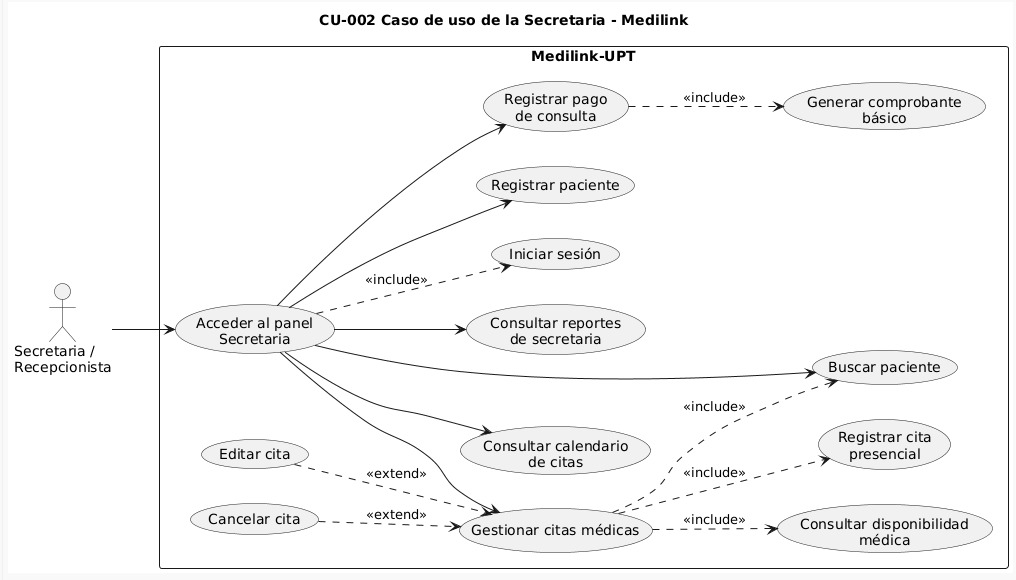 CU-002 Caso de uso de la Secretaria - Medilink
Medilink-UPT
Registrar pago
de consulta
«include»
Generar comprobante
básico
Registrar paciente
Iniciar sesión
«include»
Secretaria /
Recepcionista
Acceder al panel
Secretaria
Consultar reportes
de secretaria
Buscar paciente
«include»
Consultar calendario
de citas
Registrar cita
presencial
«include»
Editar cita
«extend»
Cancelar cita
«extend»
Gestionar citas médicas
«include»
Consultar disponibilidad
médica